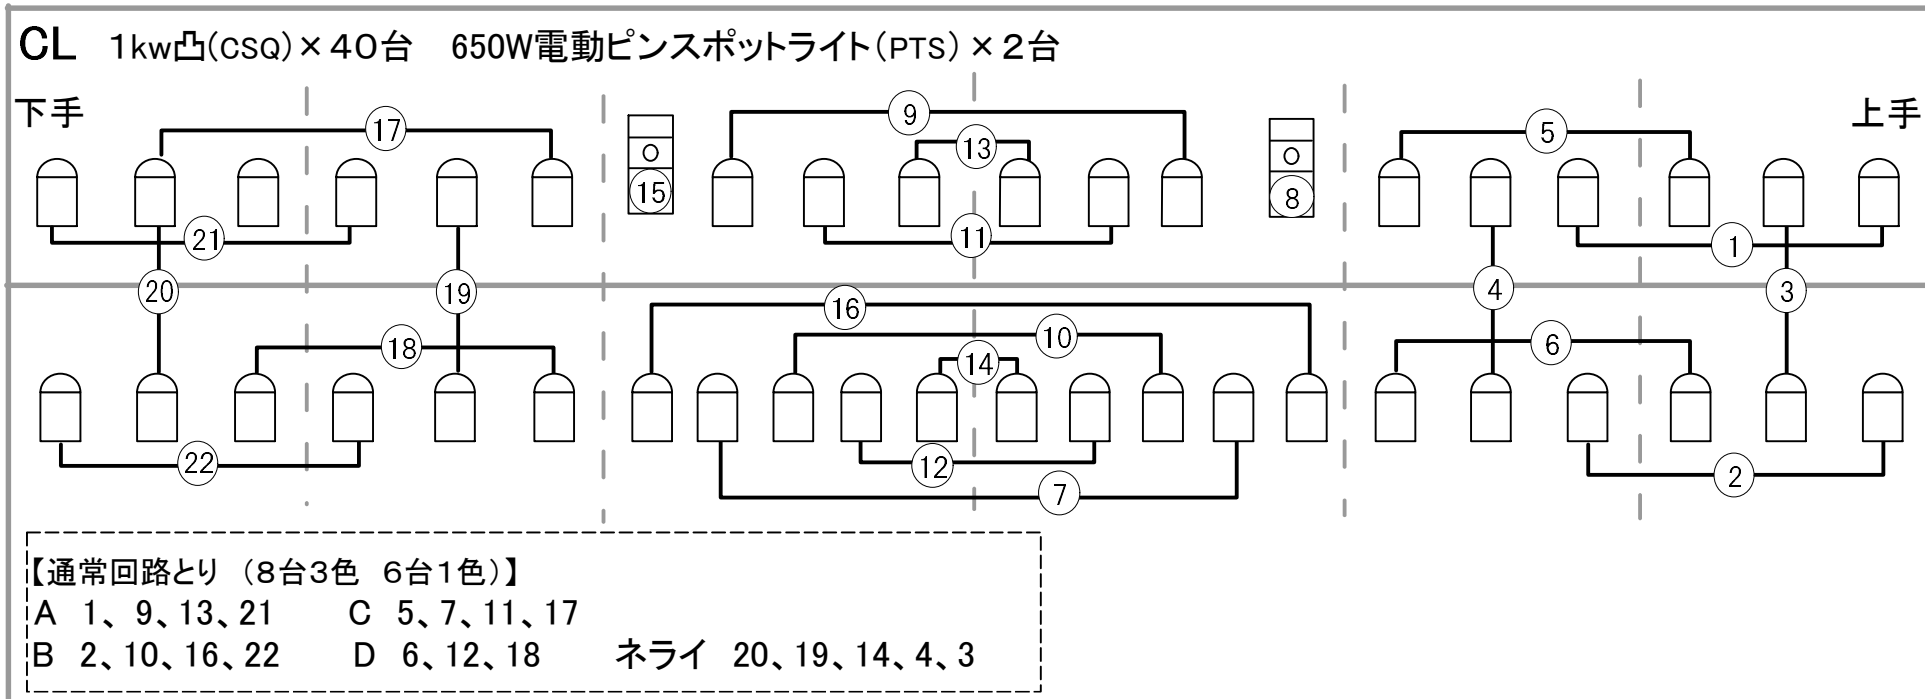 CL 1kw凸(CSQ)×40台 650W電動ピンスポットライト(PTS)×2台
下手 上手
17 9 13 5
15 8
21 11 1
20 19 4 3
16
18 10 14 6
22 12 7 2
【通常回路とり (8台3色 6台1色)】
A 1、9、13、21 C 5、7、11、17
B 2、10、16、22 D 6、12、18 ネライ 20、19、14、4、3